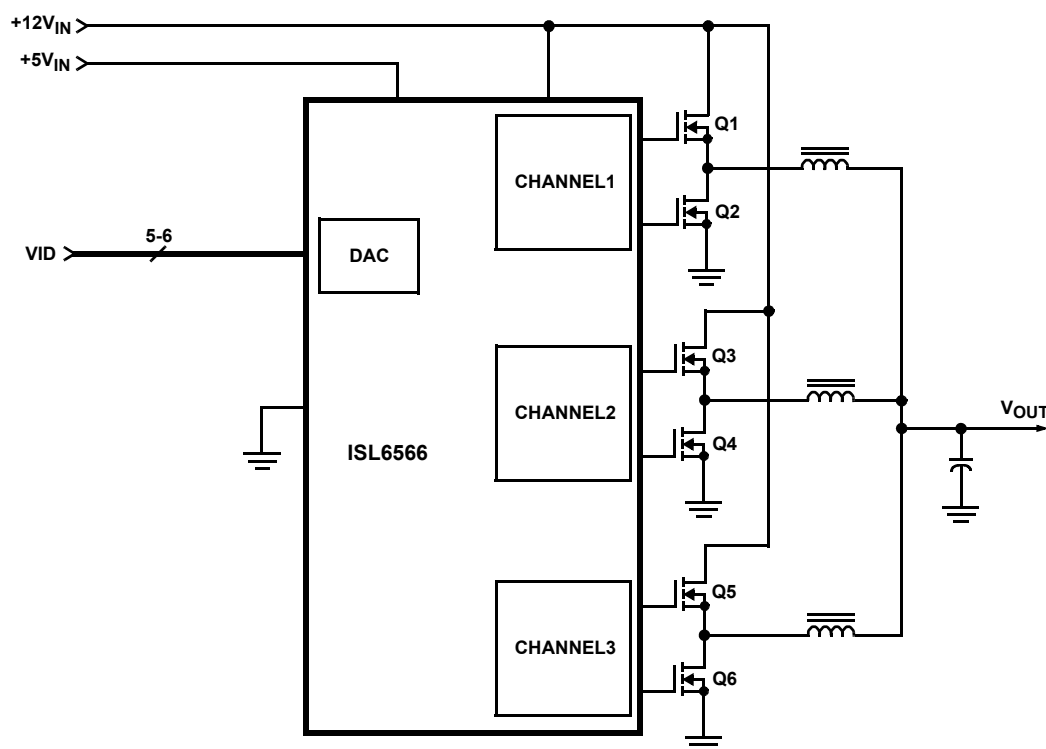 +12VIN
+5VIN
Q1
CHANNEL1
Q2
5-6
VID
DAC
Q3
CHANNEL2
VOUT
Q4
ISL6566
Q5
CHANNEL3
Q6